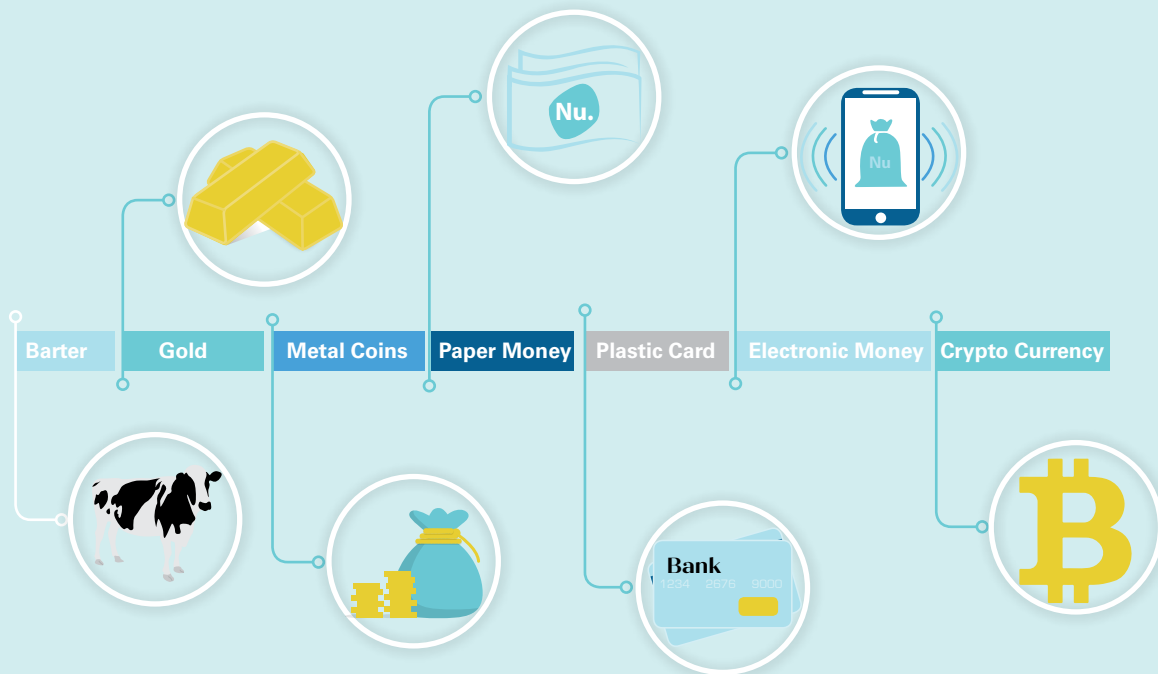 Nu.
Nu
Barter
Gold
Metal Coins
Paper Money
Plastic Card
Electronic Money
Crypto Currency
Bank
1234 2676 9000